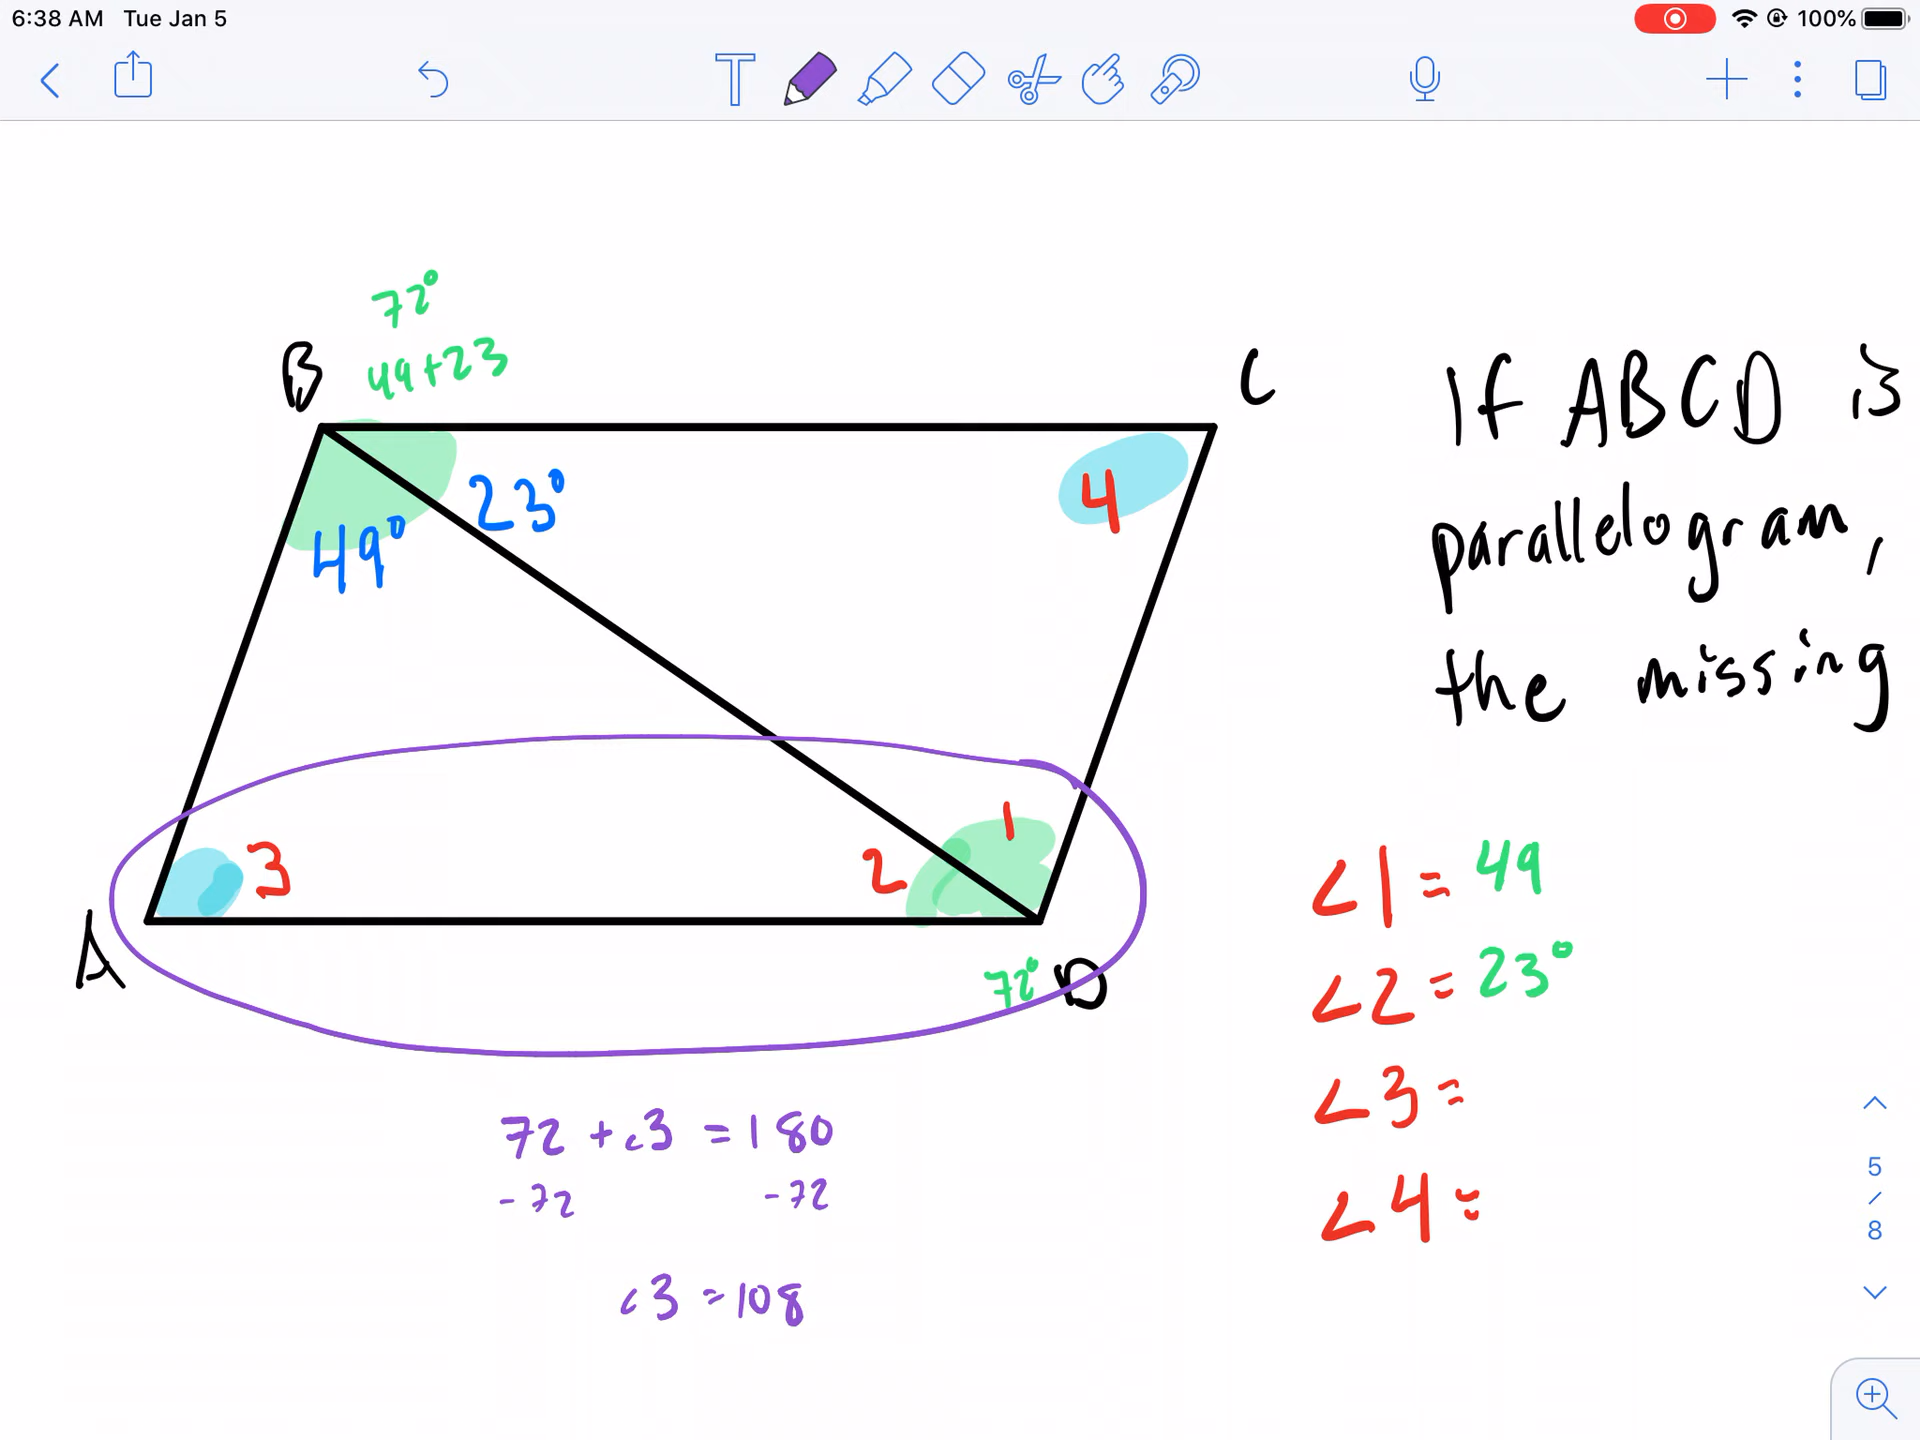 6:38 AM Tue Jan 5
100%
72°
49+23
B
C
23°
49°
4
If ABCD is
parallelogram,
the missing
1
2
3
A
72°
D
<1 = 49
<2 = 23°
<3 =
<4 =
72 + <3 = 180
-72 -72
<3 = 108
5
/
8